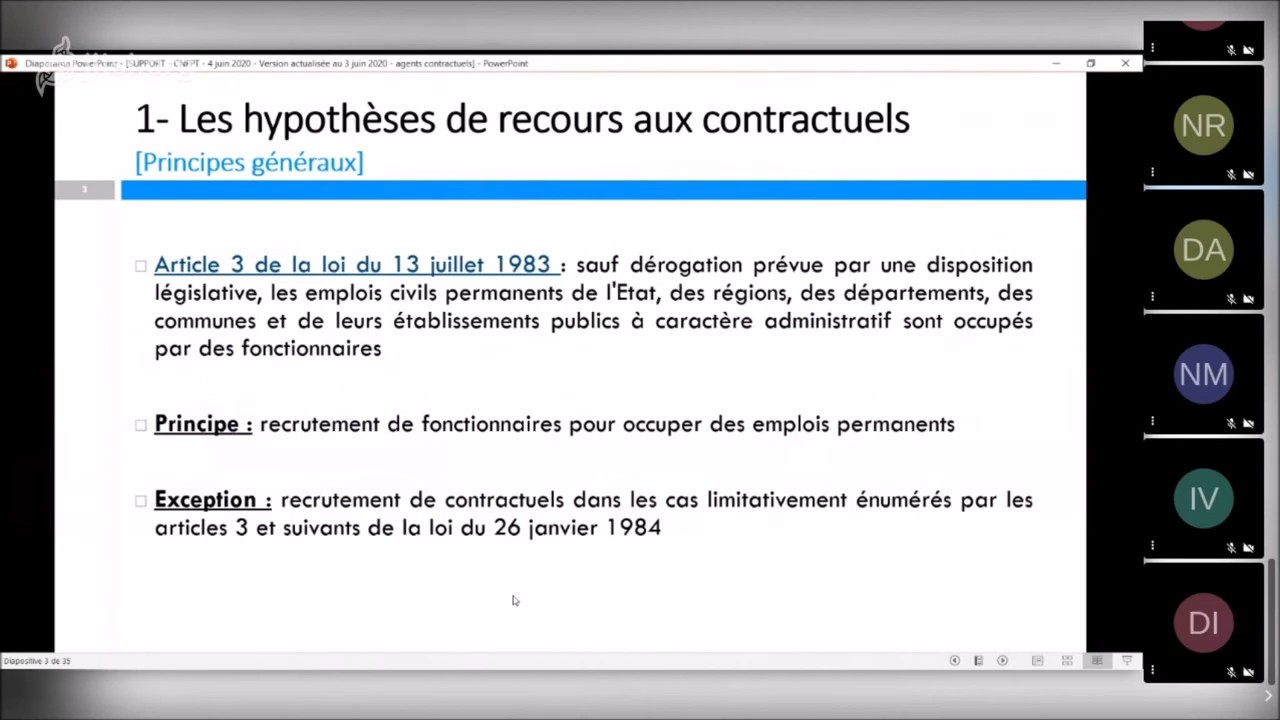 Diaporama PowerPoint - [SUPPORT - CNFPT - 4 juin 2020 - Version actualisée au 3 juin 2020 - agents contractuels] - PowerPoint
1- Les hypothèses de recours aux contractuels
[Principes généraux]
3
Article 3 de la loi du 13 juillet 1983 : sauf dérogation prévue par une disposition
législative, les emplois civils permanents de l'Etat, des régions, des départements, des
communes et de leurs établissements publics à caractère administratif sont occupés
par des fonctionnaires
Principe : recrutement de fonctionnaires pour occuper des emplois permanents
Exception : recrutement de contractuels dans les cas limitativement énumérés par les
articles 3 et suivants de la loi du 26 janvier 1984
Diapositive 3 de 35
NR
DA
NM
IV
DI